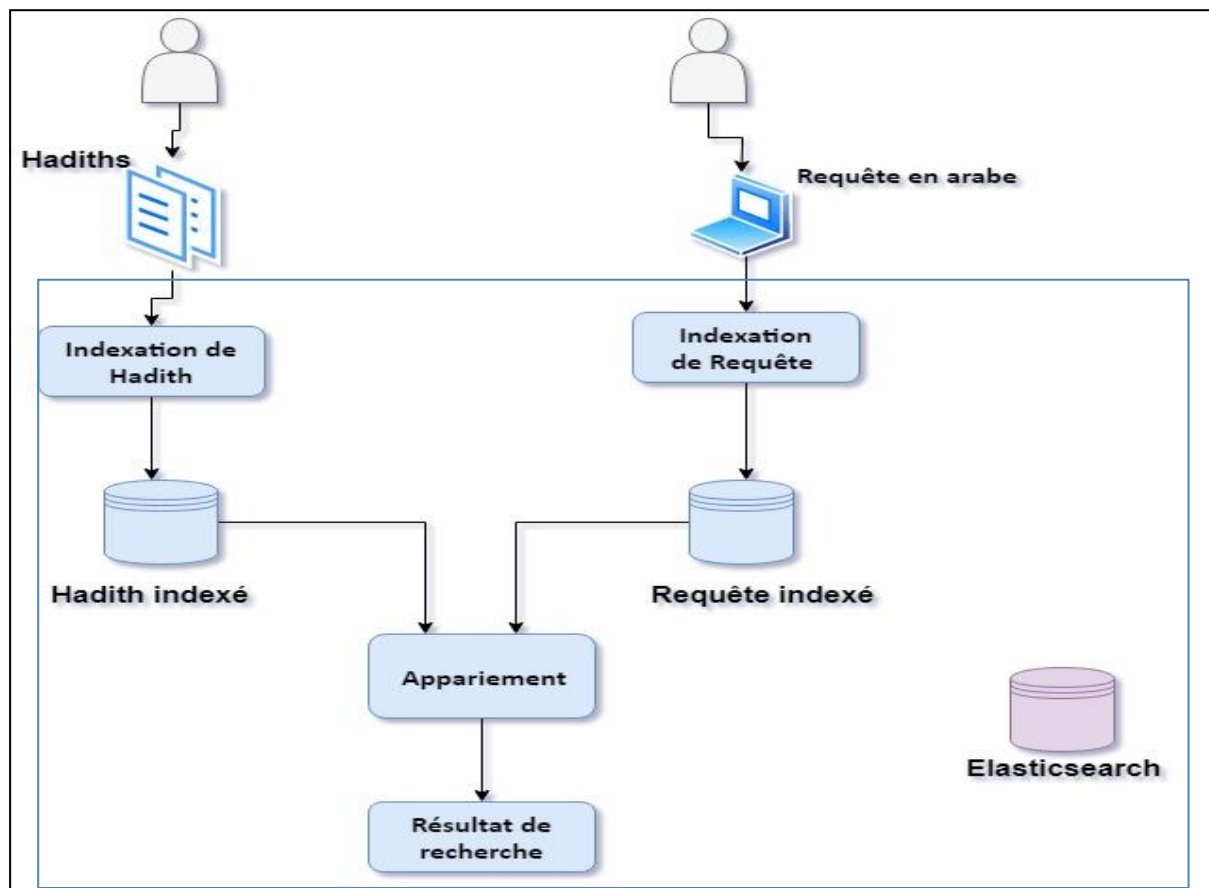 Hadiths
Requête en arabe
Indexation de
Hadith
Indexation
de Requête
Hadith indexé
Requête indexé
Appariement
Elasticsearch
Résultat de
recherche